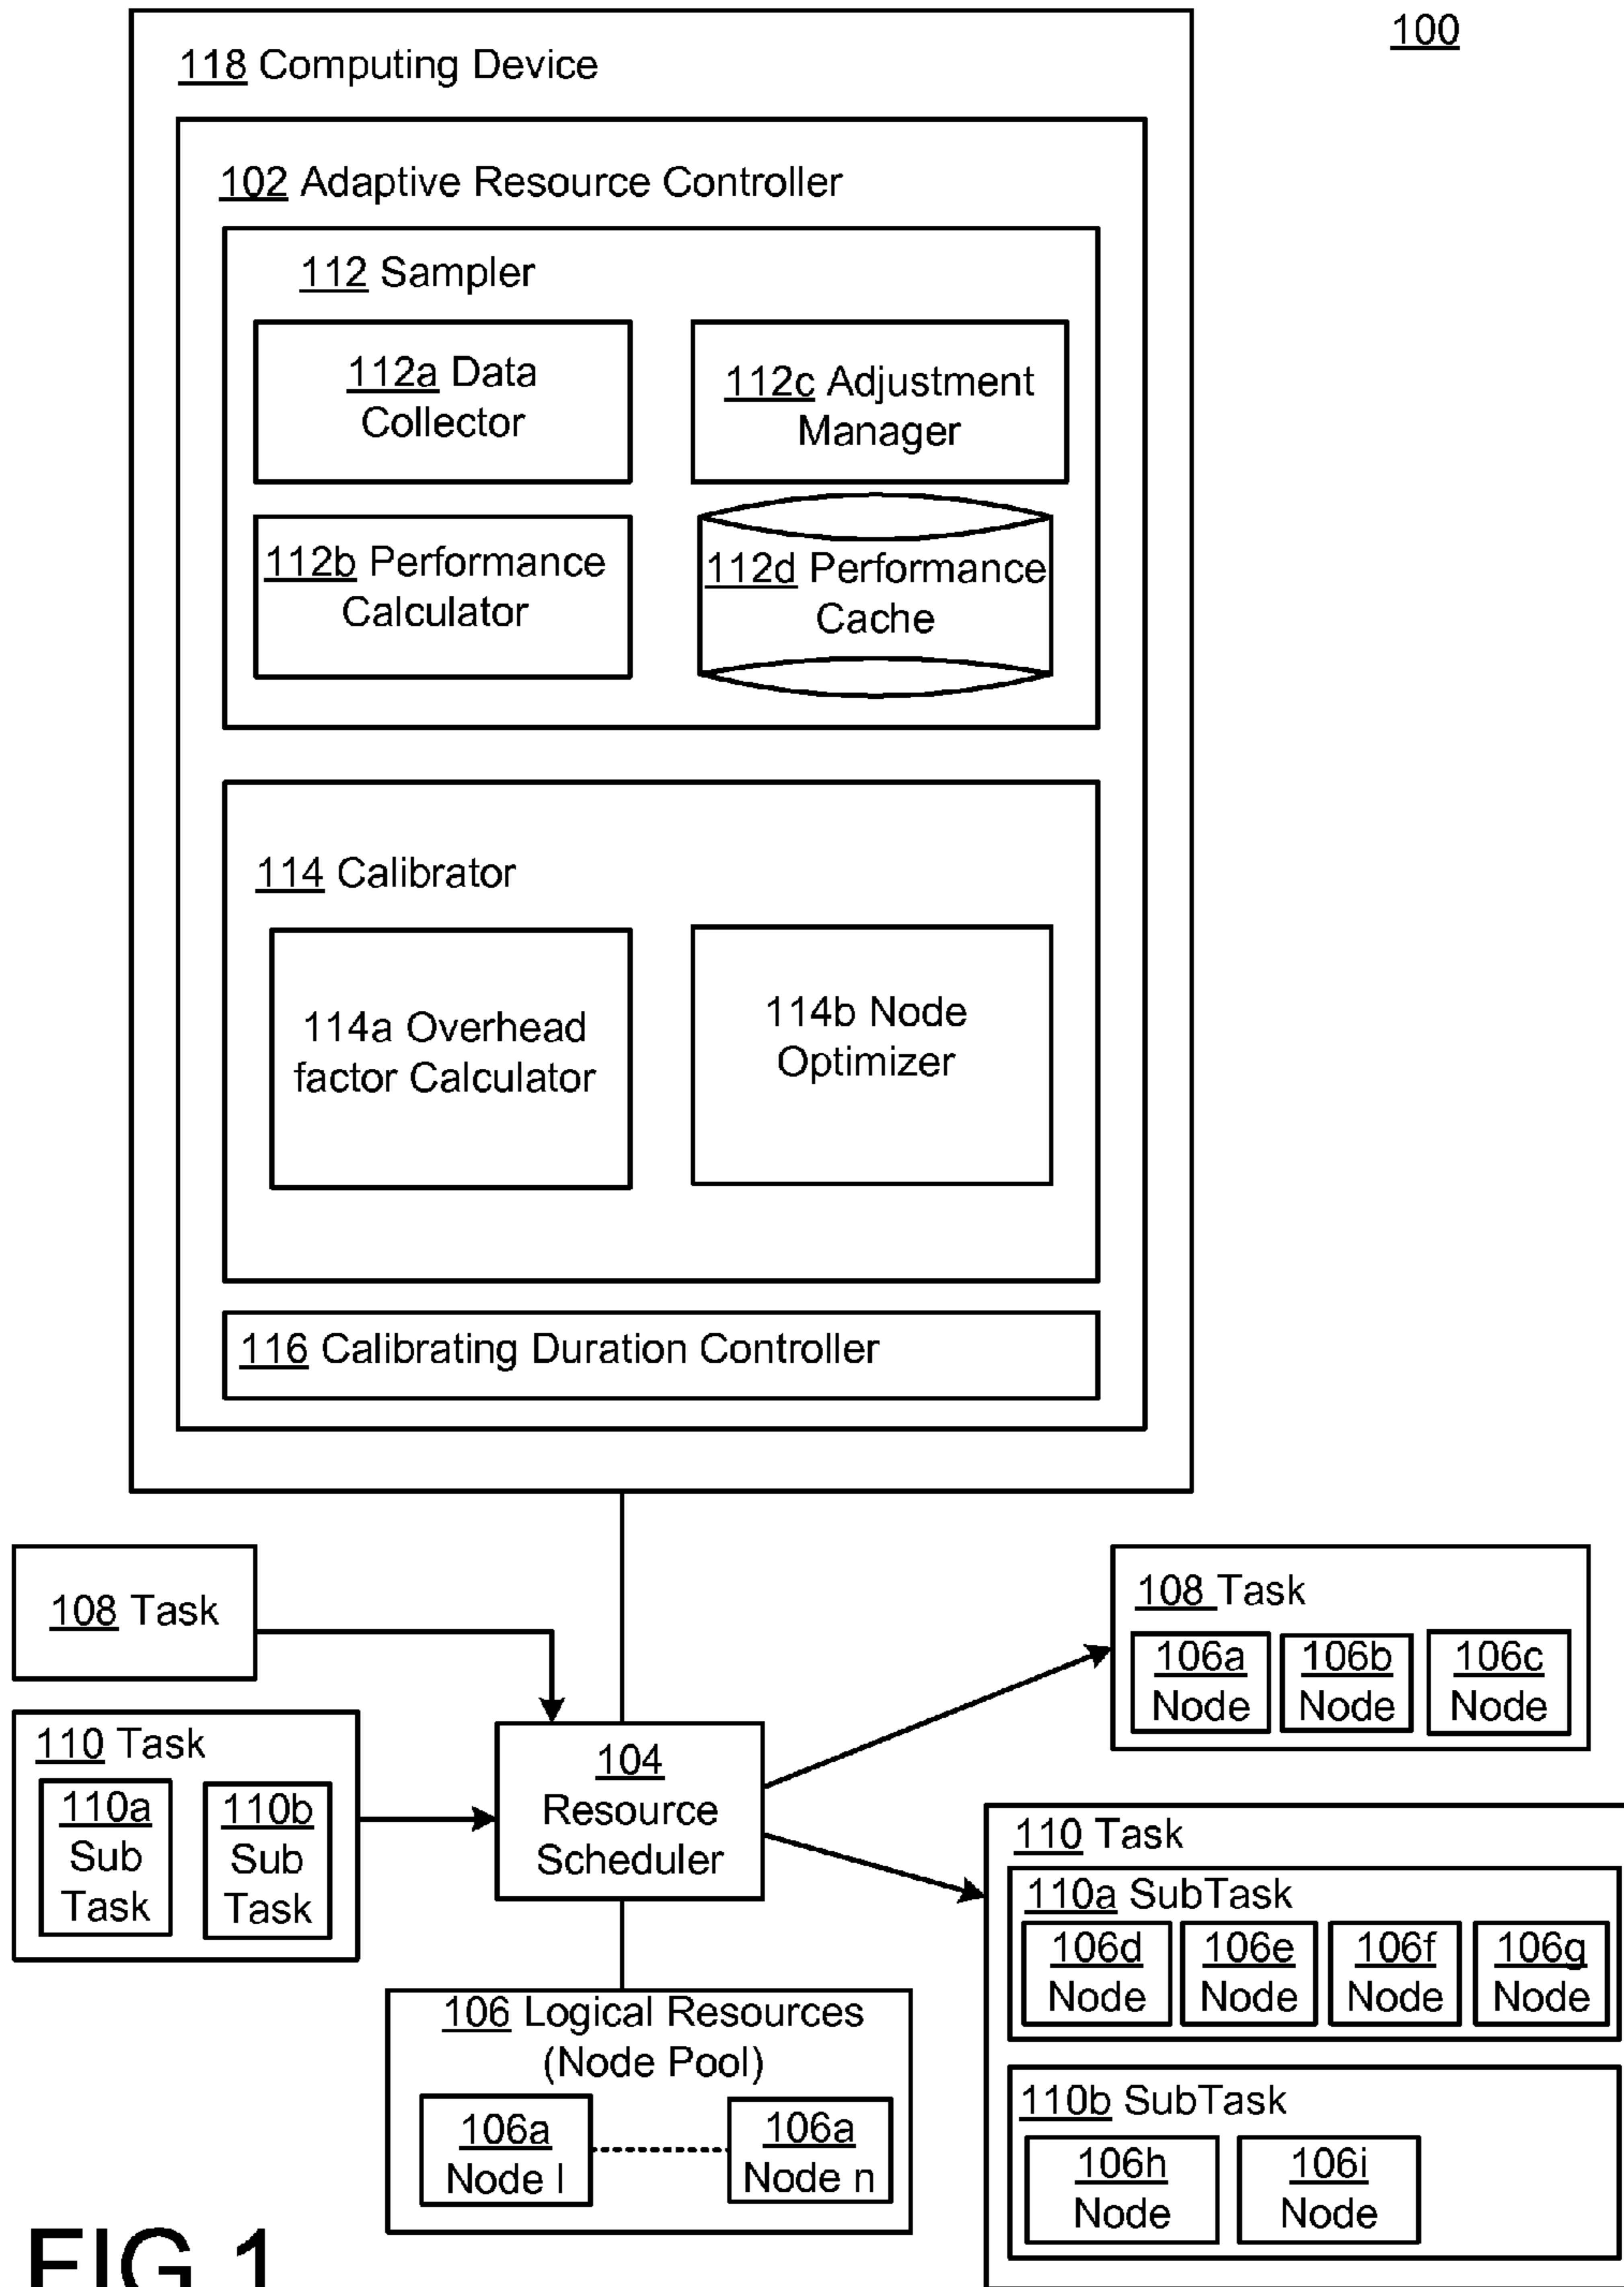 100
118 Computing Device
102 Adaptive Resource Controller
112 Sampler
112a Data
Collector
112c Adjustment
Manager
112b Performance
Calculator
112d Performance
Cache
114 Calibrator
114a Overhead
factor Calculator
114b Node
Optimizer
116 Calibrating Duration Controller
108 Task
110 Task
110a
Sub
Task
110b
Sub
Task
104
Resource
Scheduler
106 Logical Resources
(Node Pool)
106a
Node l
106a
Node n
108 Task
106a
Node
106b
Node
106c
Node
110 Task
110a SubTask
106d
Node
106e
Node
106f
Node
106g
Node
110b SubTask
106h
Node
106i
Node
FIG 1